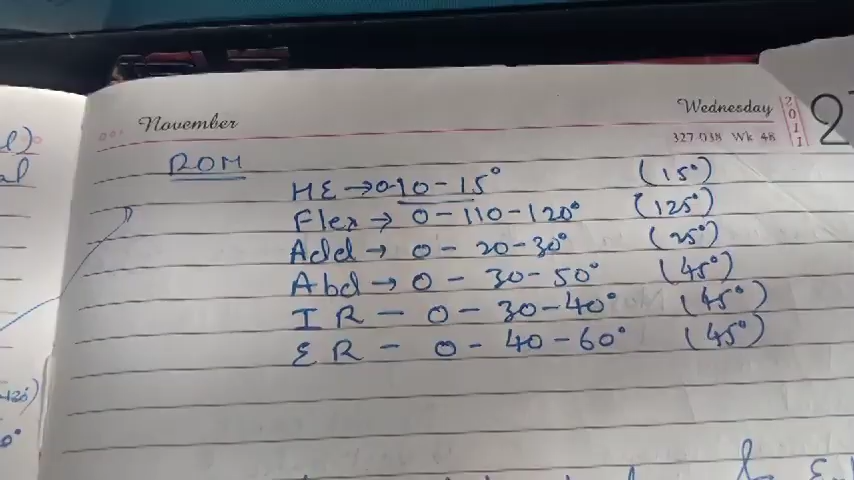 November
Wednesday
327-038 Wk 48
2011
ROM
HE → 0-10-15° (15°)
Flex → 0-110-120° (125°)
Add → 0-20-30° (25°)
Abd → 0-30-50° (45°)
IR - 0-30-40° (45°)
ER - 0-40-60° (45°)